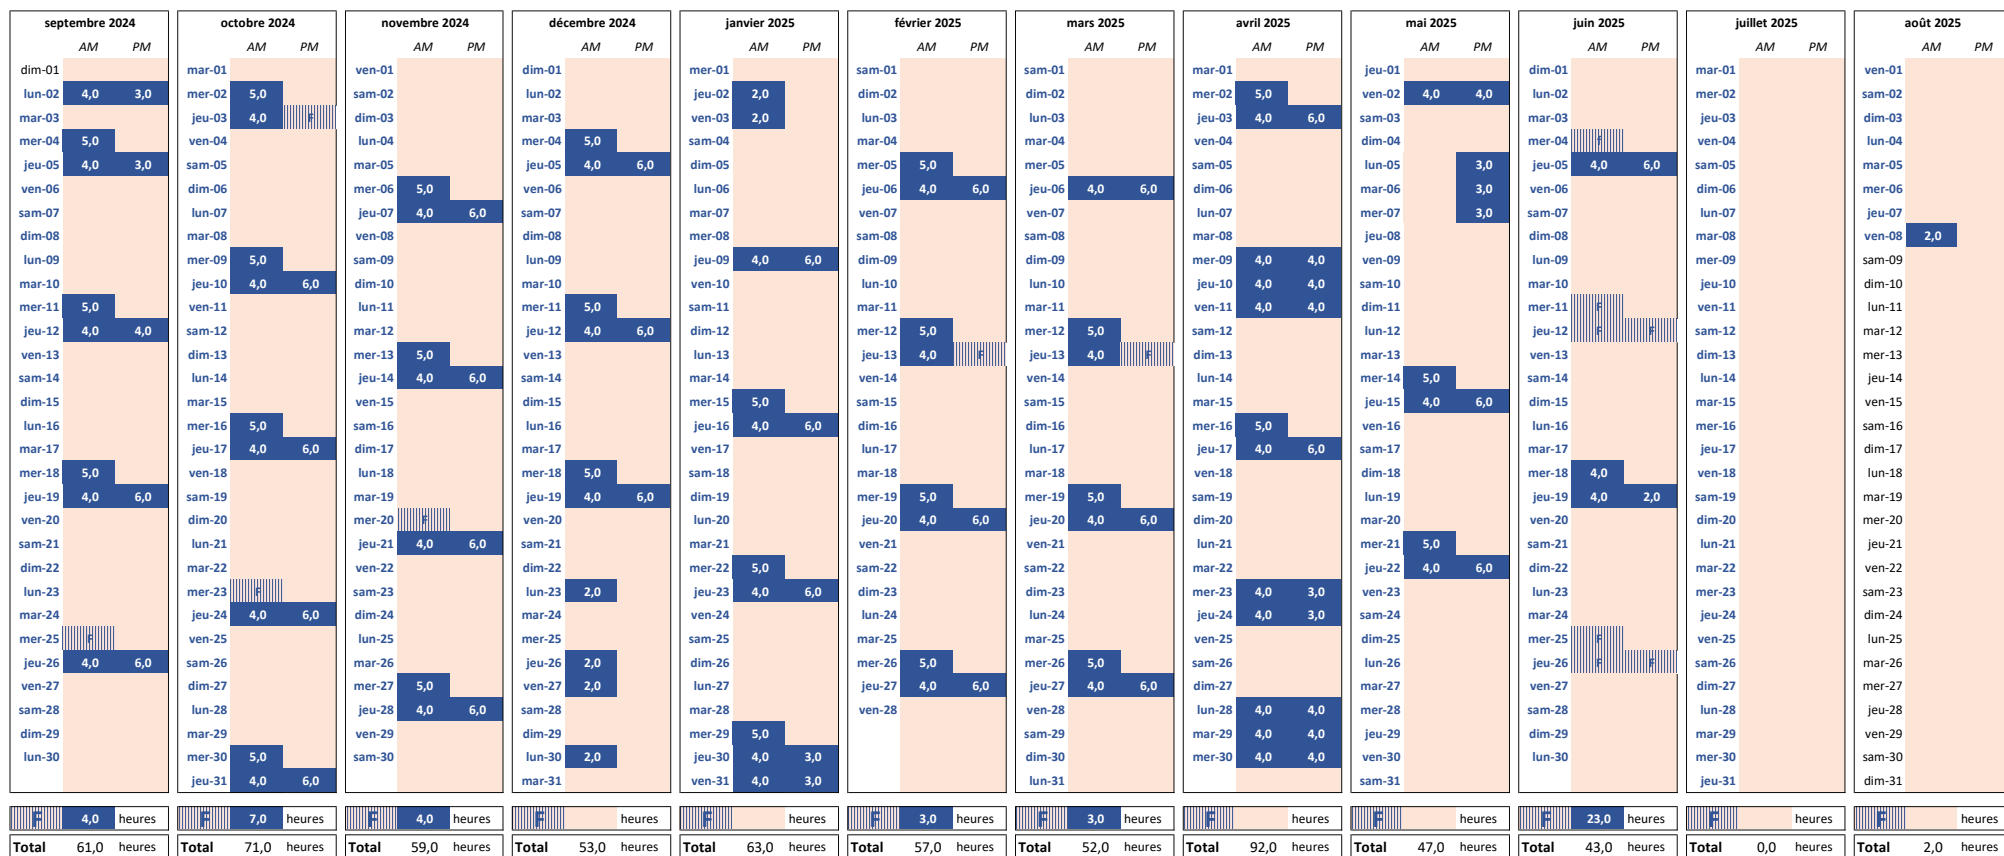 septembre 2024 octobre 2024 novembre 2024 décembre 2024 janvier 2025 février 2025 mars 2025 avril 2025 mai 2025 juin 2025 juillet 2025 août 2025
AM PM AM PM AM PM AM PM AM PM AM PM AM PM AM PM AM PM AM PM AM PM AM PM
dim-01 mar-01 ven-01 dim-01 mer-01 sam-01 sam-01 mar-01 jeu-01 dim-01 mar-01 ven-01
lun-02 4,0 3,0 mer-02 5,0 sam-02 lun-02 jeu-02 2,0 dim-02 dim-02 mer-02 5,0 ven-02 4,0 4,0 lun-02 mer-02 sam-02
mar-03 jeu-03 4,0 F dim-03 mar-03 ven-03 2,0 lun-03 lun-03 jeu-03 4,0 6,0 sam-03 mar-03 jeu-03 dim-03
mer-04 5,0 ven-04 lun-04 mer-04 5,0 sam-04 mar-04 mar-04 ven-04 dim-04 mer-04 F ven-04 lun-04
jeu-05 4,0 3,0 sam-05 mar-05 jeu-05 4,0 6,0 dim-05 mer-05 5,0 mer-05 sam-05 lun-05 3,0 jeu-05 4,0 6,0 sam-05 mar-05
ven-06 dim-06 mer-06 5,0 ven-06 lun-06 jeu-06 4,0 6,0 jeu-06 4,0 6,0 dim-06 mar-06 3,0 ven-06 dim-06 mer-06
sam-07 lun-07 jeu-07 4,0 6,0 sam-07 mar-07 ven-07 ven-07 lun-07 mer-07 3,0 sam-07 lun-07 jeu-07
dim-08 mar-08 ven-08 dim-08 mer-08 sam-08 sam-08 mar-08 jeu-08 dim-08 mar-08 ven-08 2,0
lun-09 mer-09 5,0 sam-09 lun-09 jeu-09 4,0 6,0 dim-09 dim-09 mer-09 4,0 4,0 ven-09 lun-09 mer-09 sam-09
mar-10 jeu-10 4,0 6,0 dim-10 mar-10 ven-10 lun-10 lun-10 jeu-10 4,0 4,0 sam-10 mar-10 jeu-10 dim-10
mer-11 5,0 ven-11 lun-11 mer-11 5,0 sam-11 mar-11 mar-11 ven-11 4,0 4,0 dim-11 mer-11 F ven-11 lun-11
jeu-12 4,0 4,0 sam-12 mar-12 jeu-12 4,0 6,0 dim-12 mer-12 5,0 mer-12 5,0 sam-12 lun-12 jeu-12 F F sam-12 mar-12
ven-13 dim-13 mer-13 5,0 ven-13 lun-13 jeu-13 4,0 F jeu-13 4,0 F dim-13 mar-13 ven-13 dim-13 mer-13
sam-14 lun-14 jeu-14 4,0 6,0 sam-14 mar-14 ven-14 ven-14 lun-14 mer-14 5,0 sam-14 lun-14 jeu-14
dim-15 mar-15 ven-15 dim-15 mer-15 5,0 sam-15 sam-15 mar-15 jeu-15 4,0 6,0 dim-15 mar-15 ven-15
lun-16 mer-16 5,0 sam-16 lun-16 jeu-16 4,0 6,0 dim-16 dim-16 mer-16 5,0 ven-16 lun-16 mer-16 sam-16
mar-17 jeu-17 4,0 6,0 dim-17 mar-17 ven-17 lun-17 lun-17 jeu-17 4,0 6,0 sam-17 mar-17 jeu-17 dim-17
mer-18 5,0 ven-18 lun-18 mer-18 5,0 sam-18 mar-18 mar-18 ven-18 dim-18 mer-18 4,0 ven-18 lun-18
jeu-19 4,0 6,0 sam-19 mar-19 jeu-19 4,0 6,0 dim-19 mer-19 5,0 mer-19 5,0 sam-19 lun-19 jeu-19 4,0 2,0 sam-19 mar-19
ven-20 dim-20 mer-20 F ven-20 lun-20 jeu-20 4,0 6,0 jeu-20 4,0 6,0 dim-20 mar-20 ven-20 dim-20 mer-20
sam-21 lun-21 jeu-21 4,0 6,0 sam-21 mar-21 ven-21 ven-21 lun-21 mer-21 5,0 sam-21 lun-21 jeu-21
dim-22 mar-22 ven-22 dim-22 mer-22 5,0 sam-22 sam-22 mar-22 jeu-22 4,0 6,0 dim-22 mar-22 ven-22
lun-23 mer-23 F sam-23 lun-23 2,0 jeu-23 4,0 6,0 dim-23 dim-23 mer-23 4,0 3,0 ven-23 lun-23 mer-23 sam-23
mar-24 jeu-24 4,0 6,0 dim-24 mar-24 ven-24 lun-24 lun-24 jeu-24 4,0 3,0 sam-24 mar-24 jeu-24 dim-24
mer-25 F ven-25 lun-25 mer-25 sam-25 mar-25 mar-25 ven-25 dim-25 mer-25 F ven-25 lun-25
jeu-26 4,0 6,0 sam-26 mar-26 jeu-26 2,0 dim-26 mer-26 5,0 mer-26 5,0 sam-26 lun-26 jeu-26 F F sam-26 mar-26
ven-27 dim-27 mer-27 5,0 ven-27 2,0 lun-27 jeu-27 4,0 6,0 jeu-27 4,0 6,0 dim-27 mar-27 ven-27 dim-27 mer-27
sam-28 lun-28 jeu-28 4,0 6,0 sam-28 mar-28 ven-28 ven-28 lun-28 4,0 4,0 mer-28 sam-28 lun-28 jeu-28
dim-29 mar-29 ven-29 dim-29 mer-29 5,0 sam-29 mar-29 4,0 4,0 jeu-29 dim-29 mar-29 ven-29
lun-30 mer-30 5,0 sam-30 lun-30 2,0 jeu-30 4,0 3,0 dim-30 mer-30 4,0 4,0 ven-30 lun-30 mer-30 sam-30
jeu-31 4,0 6,0 mar-31 ven-31 4,0 3,0 lun-31 sam-31 jeu-31 dim-31
F 4,0 heures F 7,0 heures F 4,0 heures F heures F heures F 3,0 heures F 3,0 heures F heures F heures F 23,0 heures F heures F heures
Total 61,0 heures Total 71,0 heures Total 59,0 heures Total 53,0 heures Total 63,0 heures Total 57,0 heures Total 52,0 heures Total 92,0 heures Total 47,0 heures Total 43,0 heures Total 0,0 heures Total 2,0 heures